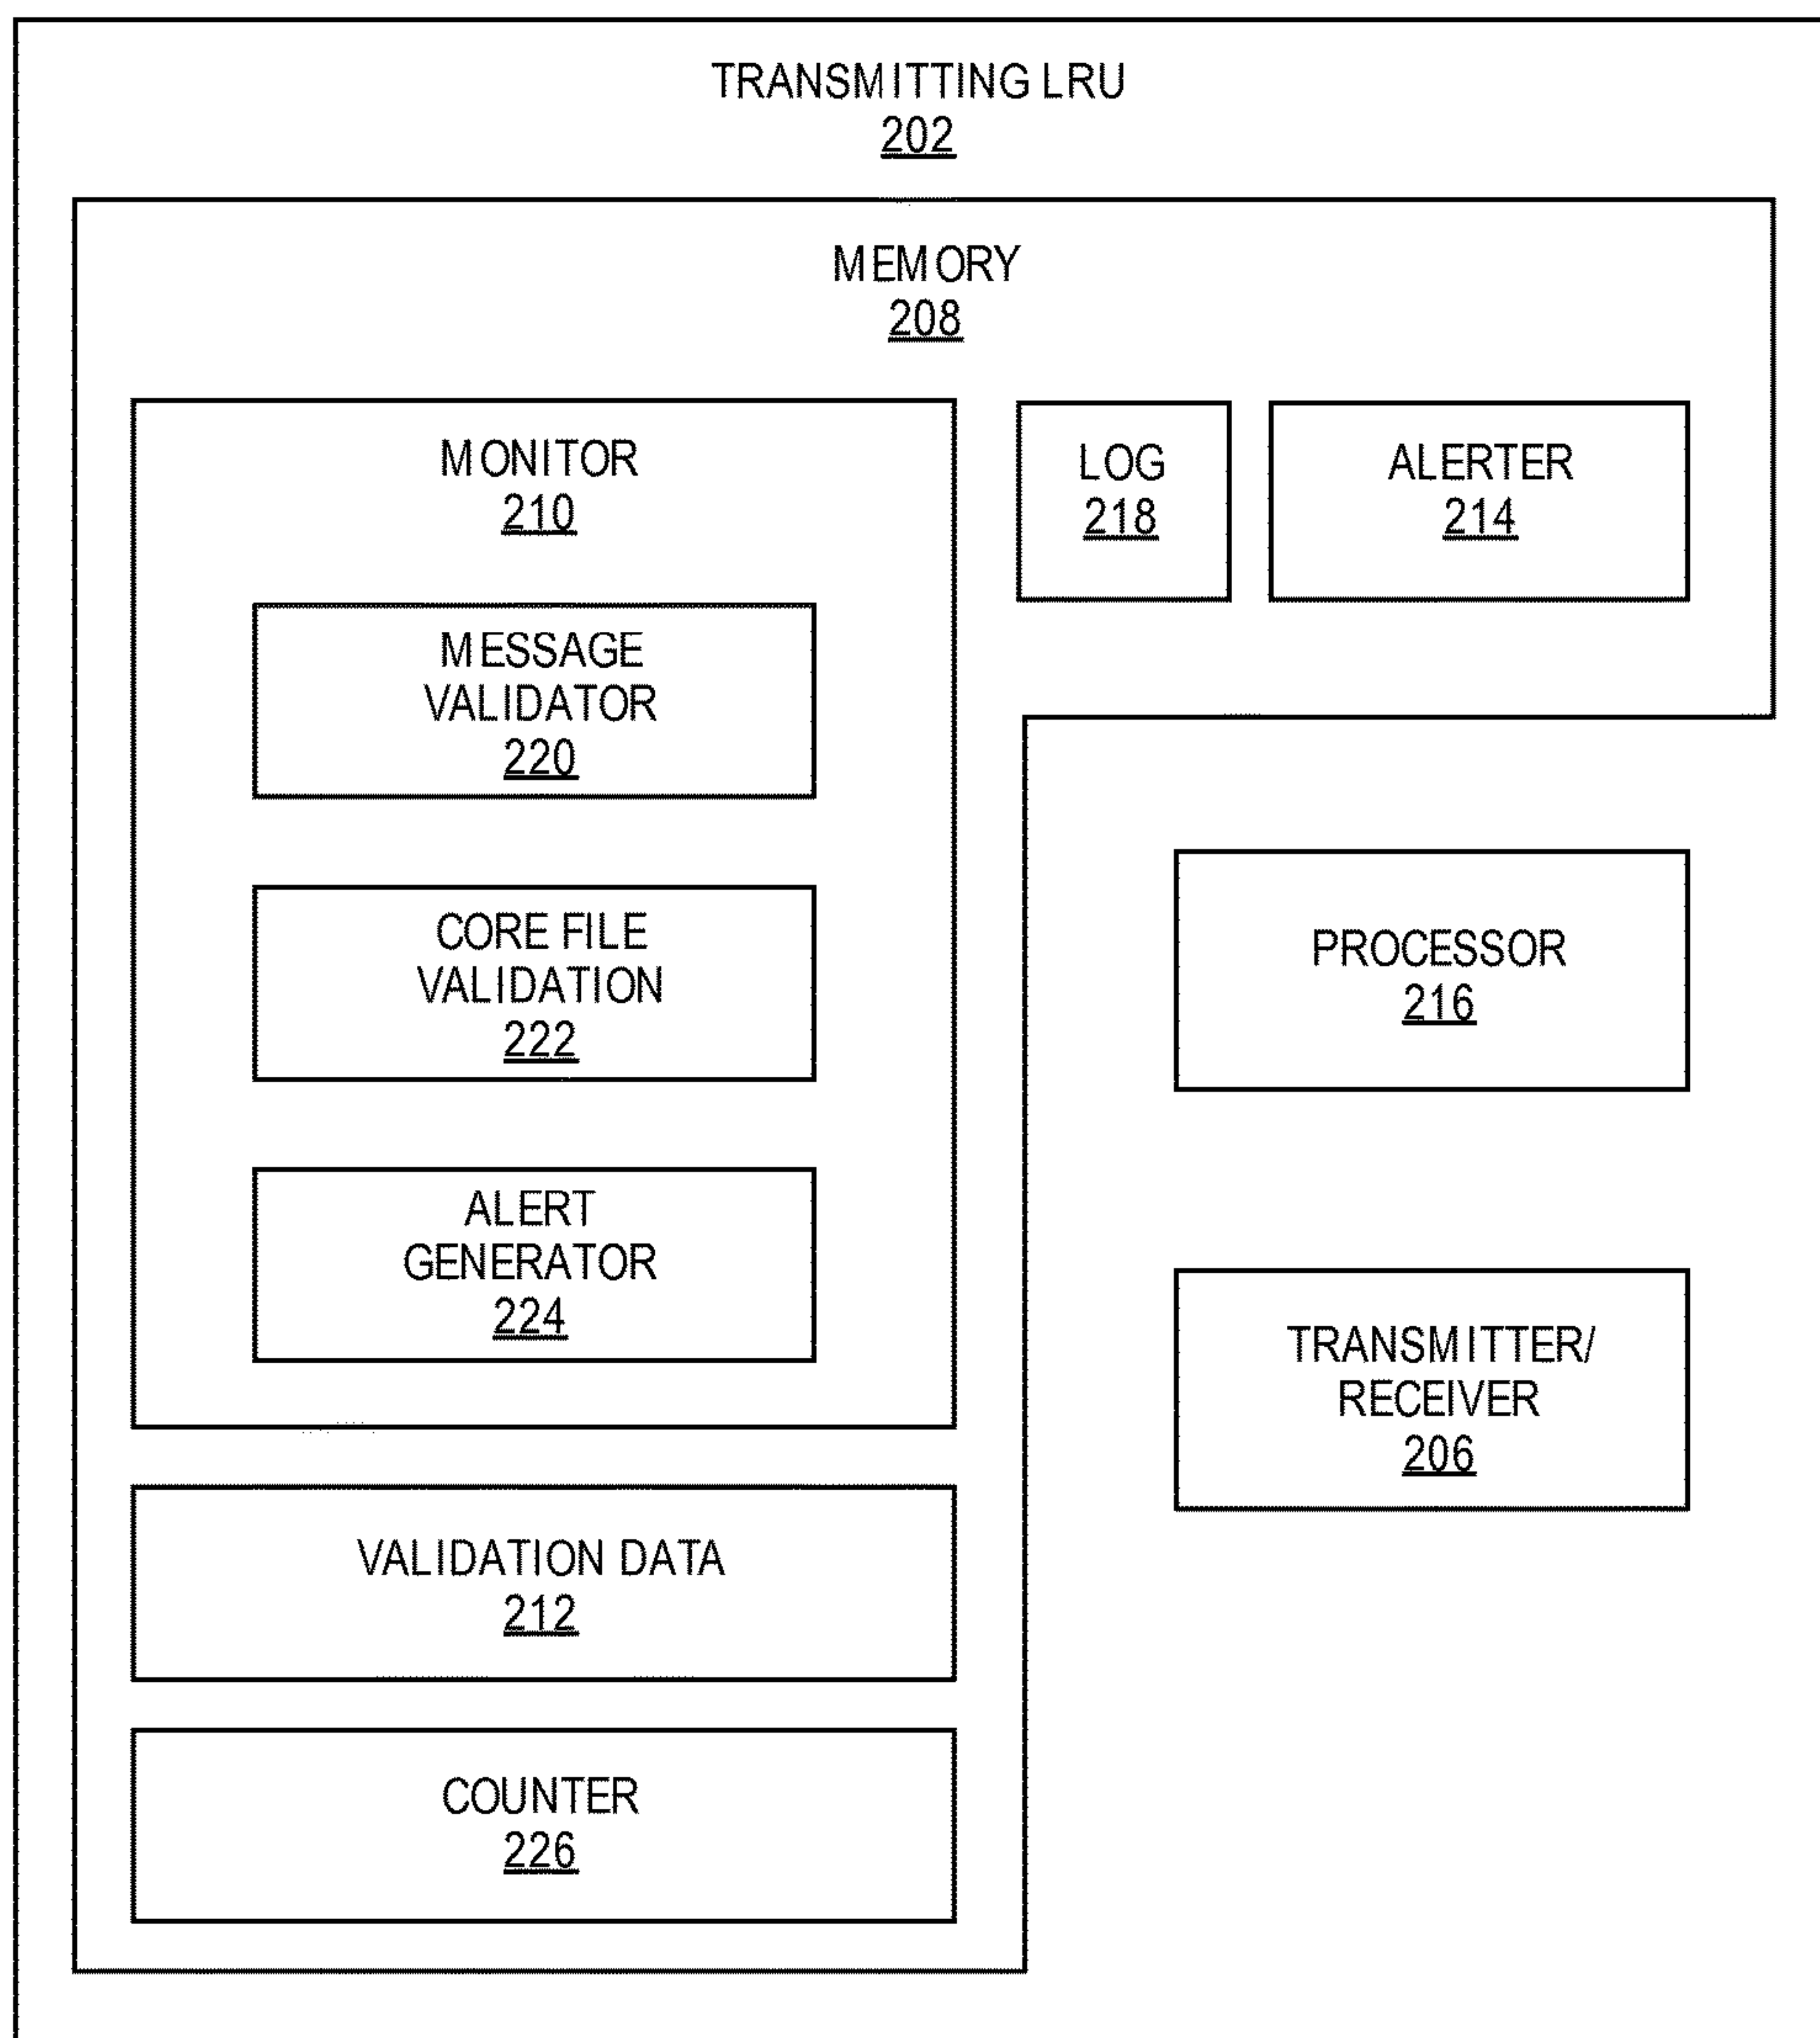 TRANSMITTING LRU
202
MEMORY
208
MONITOR
210
LOG
218
ALERTER
214
MESSAGE
VALIDATOR
220
CORE FILE
VALIDATION
222
ALERT
GENERATOR
224
PROCESSOR
216
TRANSMITTER/
RECEIVER
206
VALIDATION DATA
212
COUNTER
226